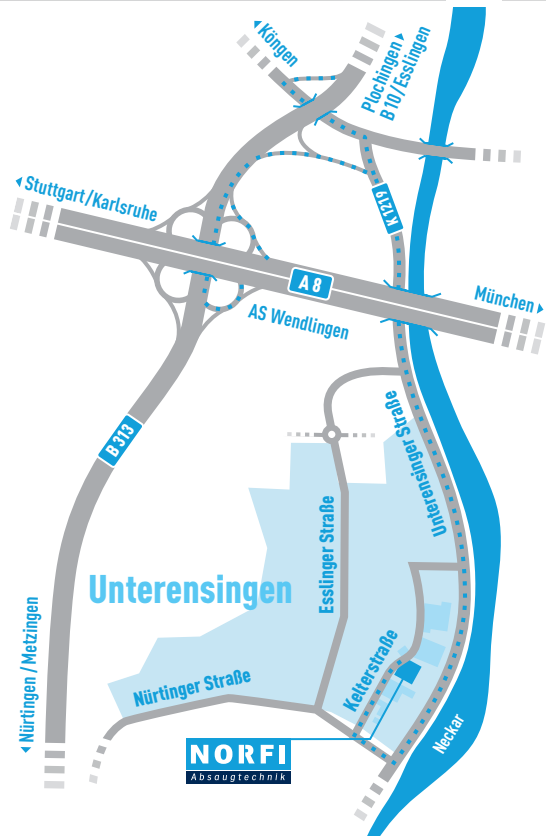 Köngen
Plochingen
B10/Esslingen
Stuttgart/Karlsruhe
K 1219
A 8
München
AS Wendlingen
B 313
Unterensinger Straße
Esslinger Straße
Unterensingen
Nürtingen / Metzingen
Kelterstraße
Nürtinger Straße
Neckar
NORFI
Absaugtechnik